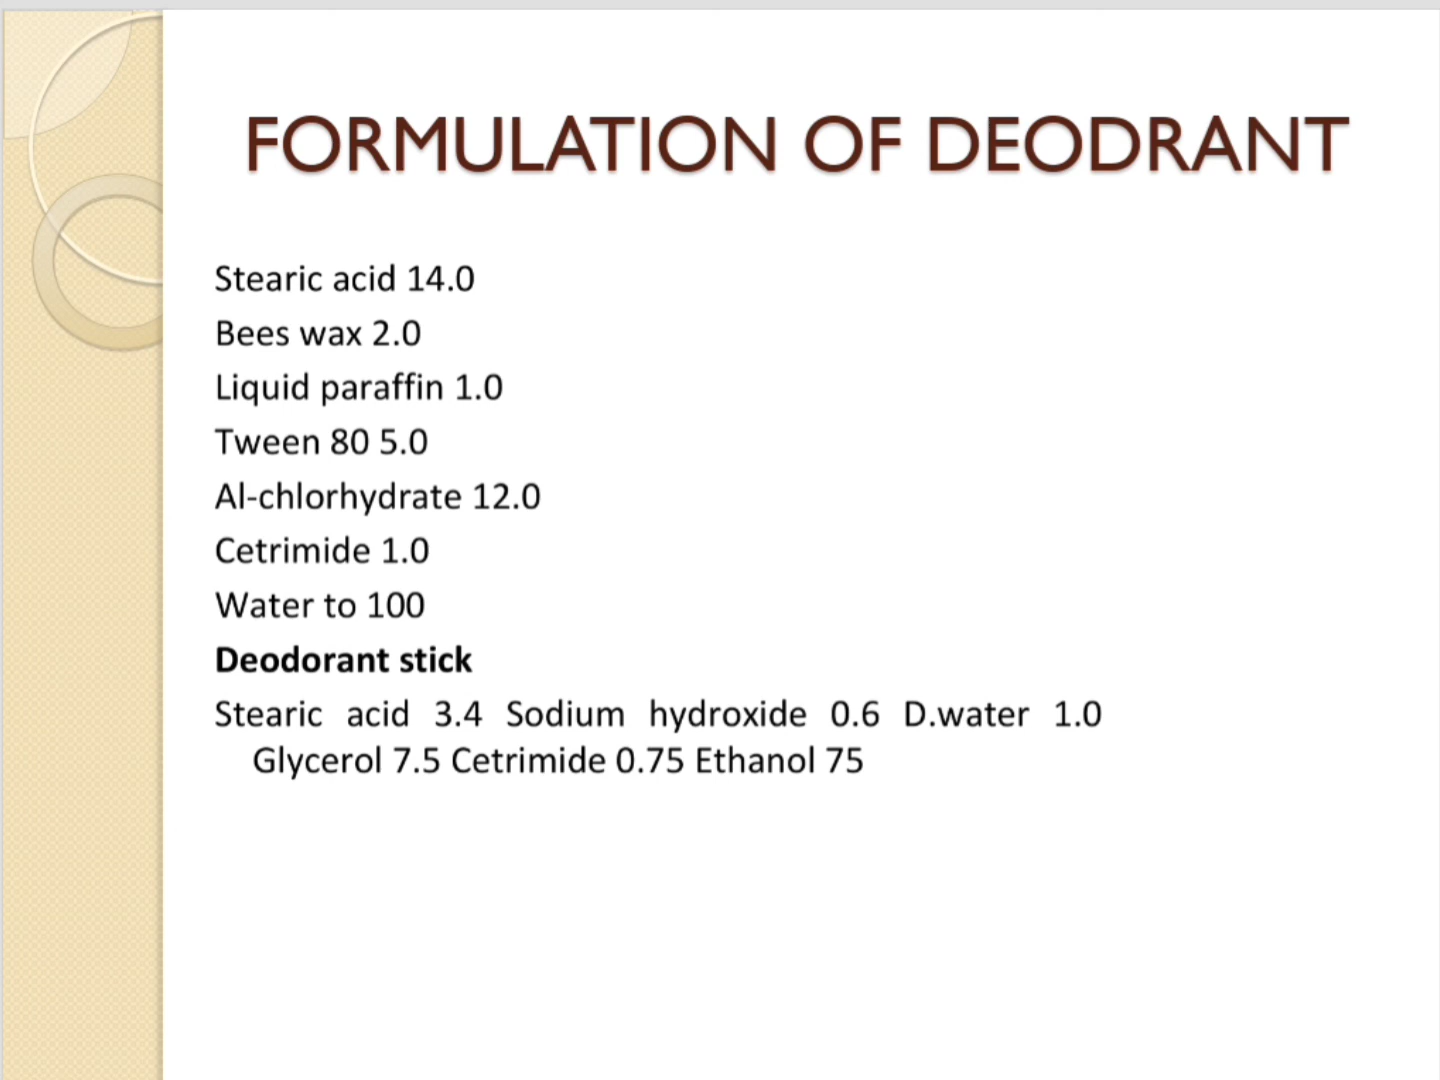 FORMULATION OF DEODRANT
Stearic acid 14.0
Bees wax 2.0
Liquid paraffin 1.0
Tween 80 5.0
Al-chlorhydrate 12.0
Cetrimide 1.0
Water to 100
Deodorant stick
Stearic acid 3.4 Sodium hydroxide 0.6 D.water 1.0
Glycerol 7.5 Cetrimide 0.75 Ethanol 75